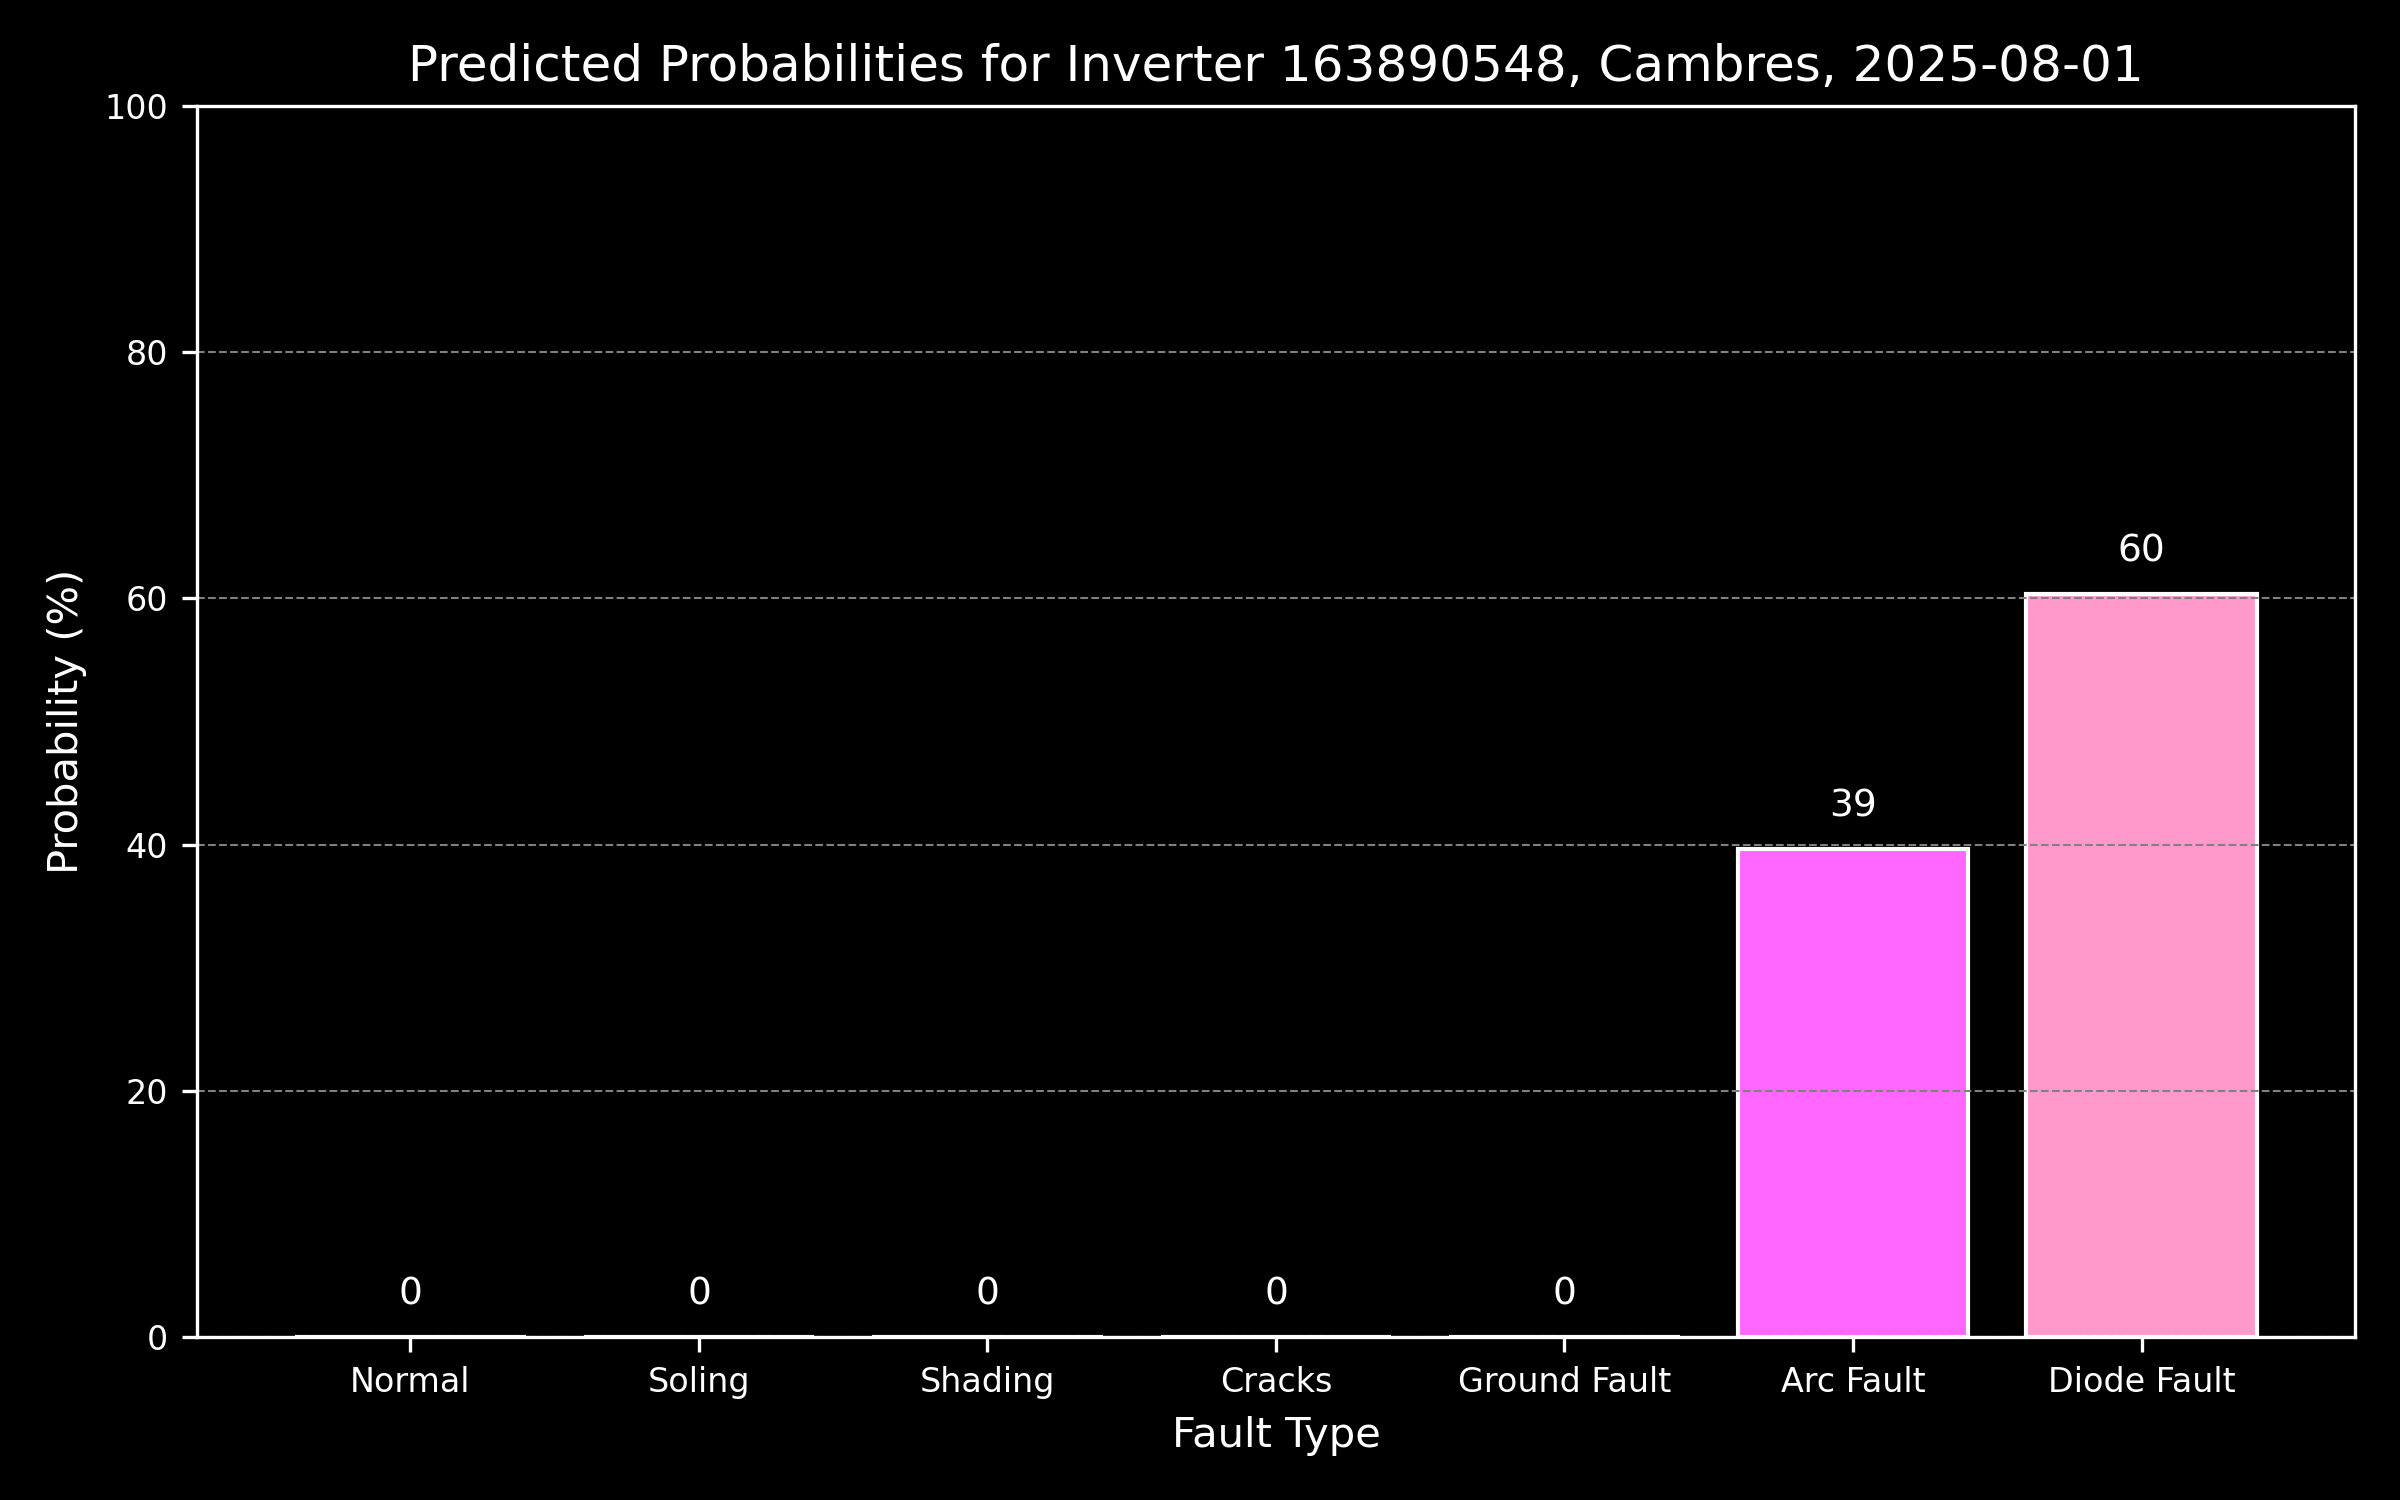 Predicted Probabilities for Inverter 163890548, Cambres, 2025-08-01
Probability (%)
100
80
60
40
20
0
0
0
0
0
0
39
60
Normal
Soling
Shading
Cracks
Ground Fault
Arc Fault
Diode Fault
Fault Type